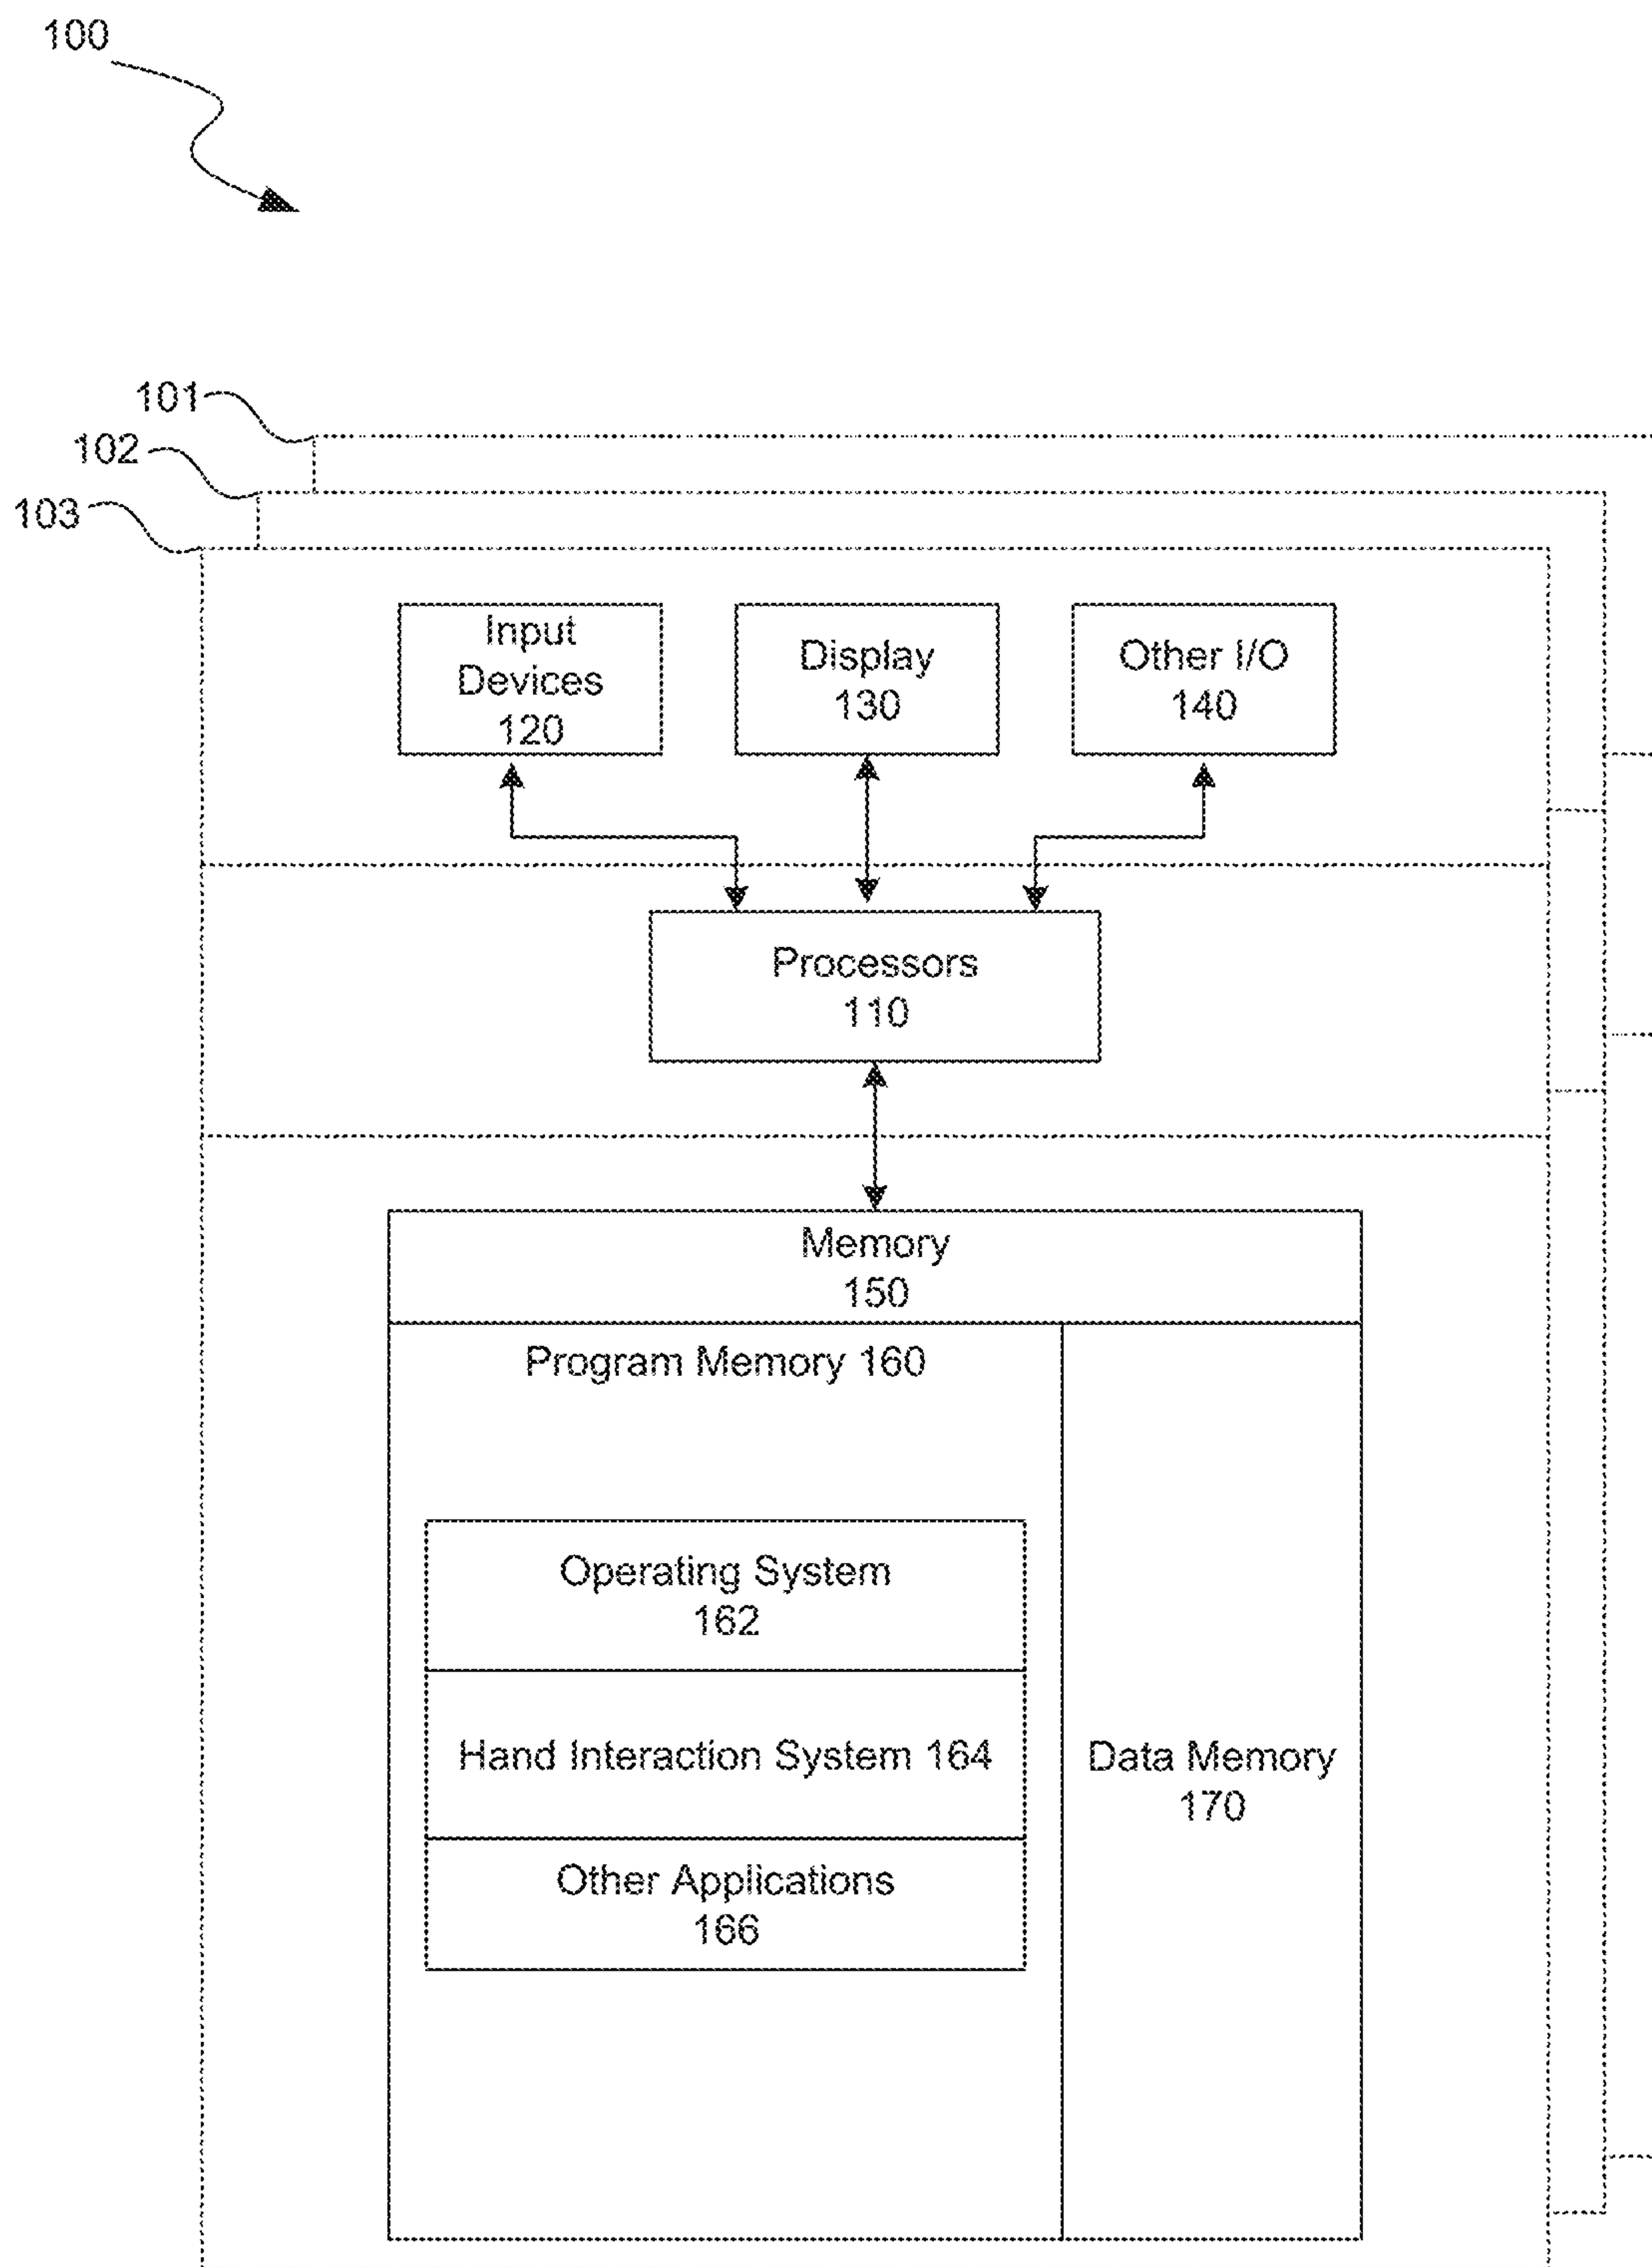 100
101
102
103
Input
Devices
120
Display
130
Other I/O
140
Processors
110
Memory
150
Program Memory 160
Operating System
162
Hand Interaction System 164
Other Applications
166
Data Memory
170